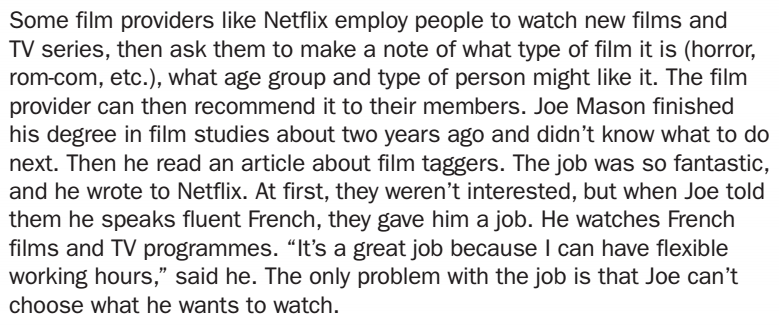 Some film providers like Netflix employ people to watch new films and
TV series, then ask them to make a note of what type of film it is (horror,
rom-com, etc.), what age group and type of person might like it. The film
provider can then recommend it to their members. Joe Mason finished
his degree in film studies about two years ago and didn’t know what to do
next. Then he read an article about film taggers. The job was so fantastic,
and he wrote to Netflix. At first, they weren’t interested, but when Joe told
them he speaks fluent French, they gave him a job. He watches French
films and TV programmes. “It’s a great job because I can have flexible
working hours,” said he. The only problem with the job is that Joe can’t
choose what he wants to watch.